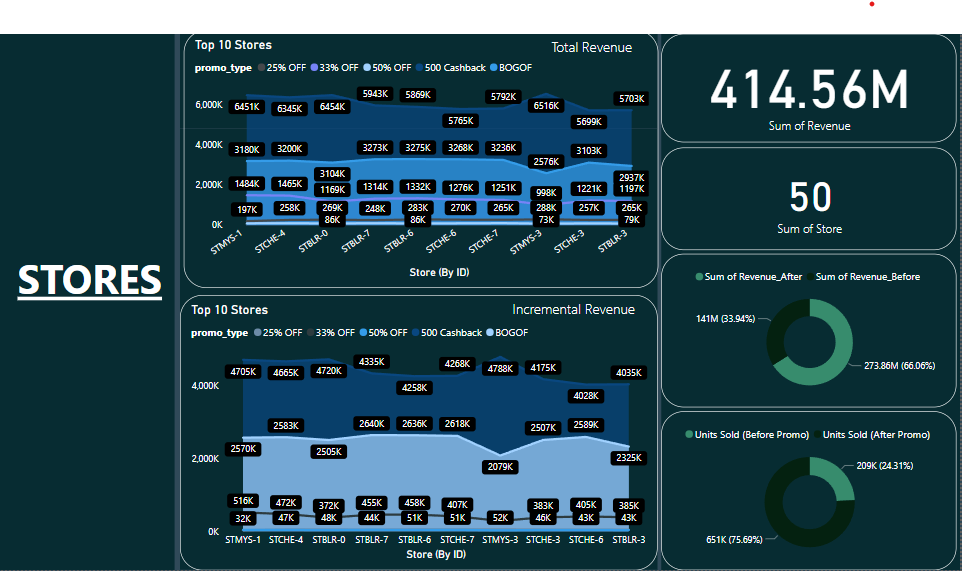 STORES
Top 10 Stores
Total Revenue
promo_type 25% OFF 33% OFF 50% OFF 500 Cashback BOGOF
6,000K
4,000K
2,000K
0K
6451K 6345K 6454K 5943K 5869K 5765K 5792K 6516K 5699K 5703K
3180K 3200K 3104K 3273K 3275K 3268K 3236K 2576K 3103K 2937K
1484K 1465K 1169K 1314K 1332K 1276K 1251K 998K 1221K 1197K
197K 258K 269K 248K 283K 270K 265K 288K 257K 265K
86K 86K 73K 79K
STMYS-1 STCHE-4 STBLR-0 STBLR-7 STBLR-6 STCHE-6 STCHE-7 STMYS-3 STCHE-3 STBLR-3
Store (By ID)
Top 10 Stores
Incremental Revenue
promo_type 25% OFF 33% OFF 50% OFF 500 Cashback BOGOF
4,000K
2,000K
0K
4705K 4665K 4720K 4335K 4258K 4268K 4788K 4175K 4028K 4035K
2570K 2583K 2505K 2640K 2636K 2618K 2079K 2507K 2589K 2325K
516K 472K 372K 455K 458K 407K 383K 405K 385K
32K 47K 48K 44K 51K 51K 52K 46K 43K 43K
STMYS-1 STCHE-4 STBLR-0 STBLR-7 STBLR-6 STCHE-7 STMYS-3 STCHE-3 STCHE-6 STBLR-3
Store (By ID)
414.56M
Sum of Revenue
50
Sum of Store
Sum of Revenue_After Sum of Revenue_Before
141M (33.94%)
273.86M (66.06%)
Units Sold (Before Promo) Units Sold (After Promo)
209K (24.31%)
651K (75.69%)